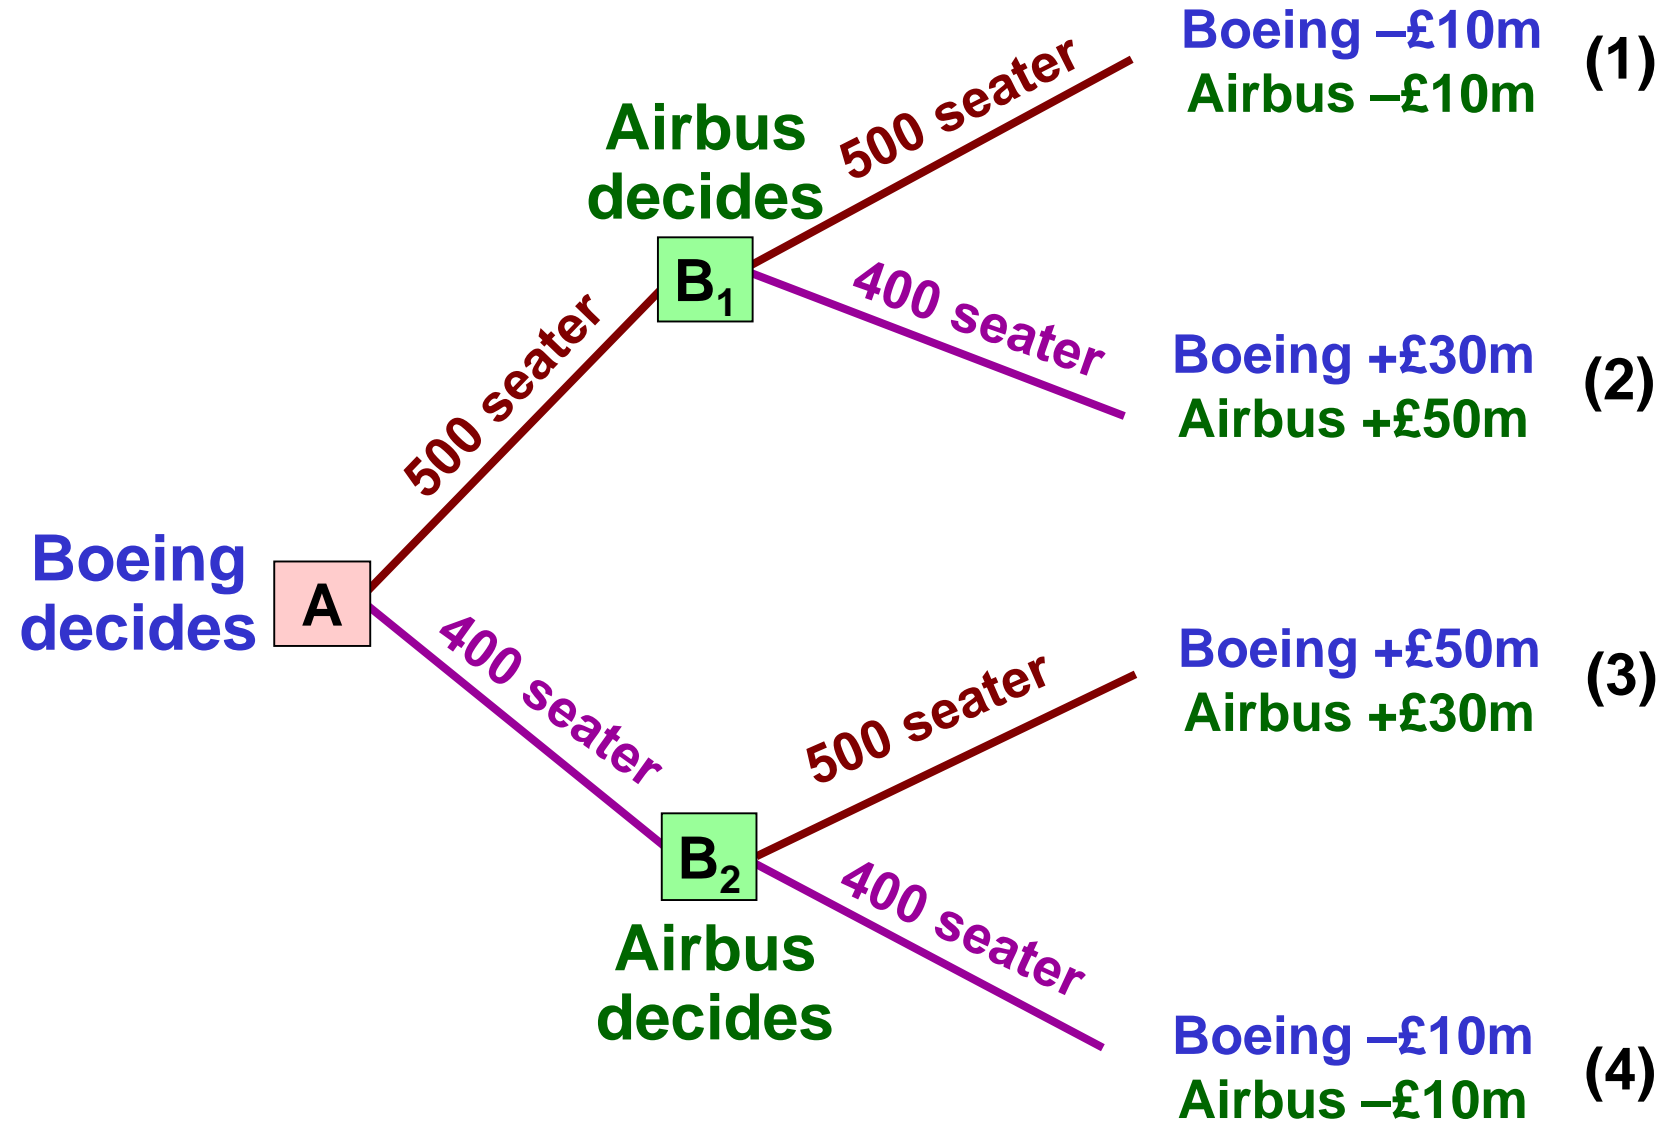 Boeing –£10m
Airbus –£10m
(1)
500 seater
Airbus
decides
B1
400 seater
Boeing +£30m
Airbus +£50m
(2)
500 seater
Boeing
decides
A
400 seater
Boeing +£50m
Airbus +£30m
(3)
500 seater
B2
Airbus
decides
400 seater
Boeing –£10m
Airbus –£10m
(4)